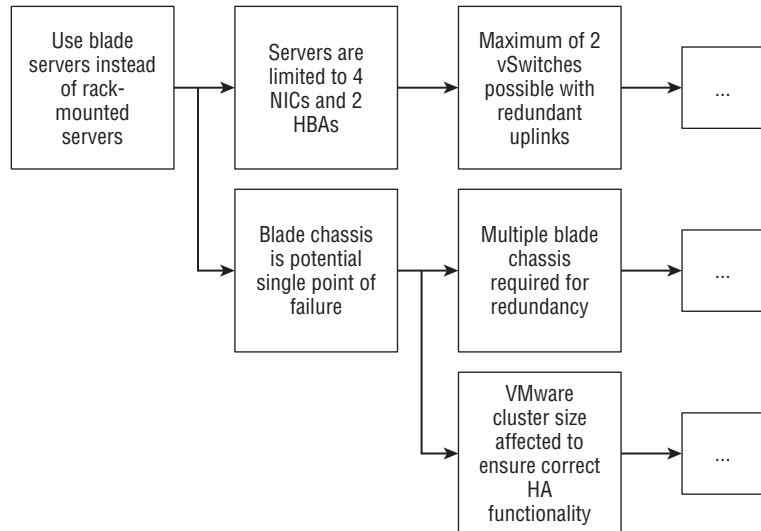 Use blade
servers instead
of rack-
mounted
servers
Servers are
limited to 4
NICs and 2
HBAs
Maximum of 2
vSwitches
possible with
redundant
uplinks
...
Blade chassis
is potential
single point of
failure
Multiple blade
chassis
required for
redundancy
...
VMware
cluster size
affected to
ensure correct
HA
functionality
...